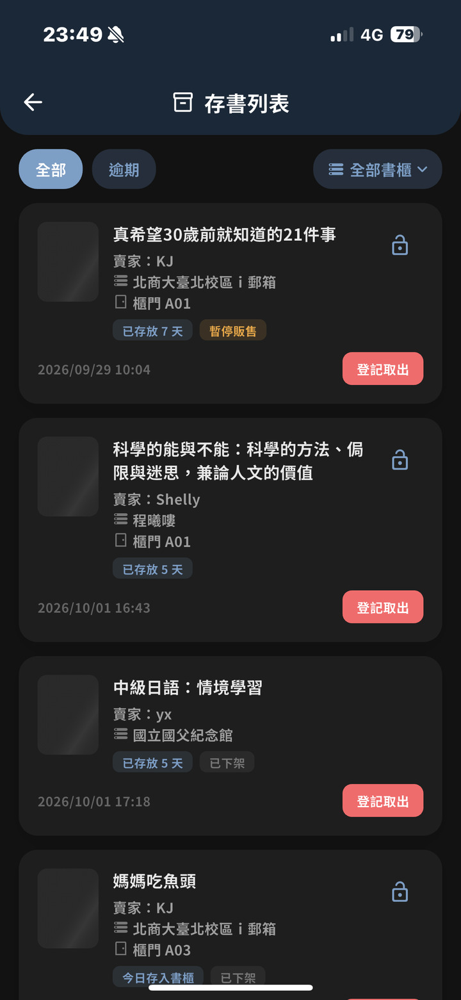 23:49
4G 79
存書列表
全部 逾期 全部書櫃
真希望30歲前就知道的21件事
賣家：KJ
北商大臺北校區ｉ郵箱
櫃門 A01
已存放 7 天 暫停販售
2026/09/29 10:04 登記取出
科學的能與不能：科學的方法、侷
限與迷思，兼論人文的價值
賣家：Shelly
程曦嘍
櫃門 A01
已存放 5 天
2026/10/01 16:43 登記取出
中級日語：情境學習
賣家：yx
國立國父紀念館
已存放 5 天 已下架
2026/10/01 17:18 登記取出
媽媽吃魚頭
賣家：KJ
北商大臺北校區ｉ郵箱
櫃門 A03
今日存入書櫃 已下架